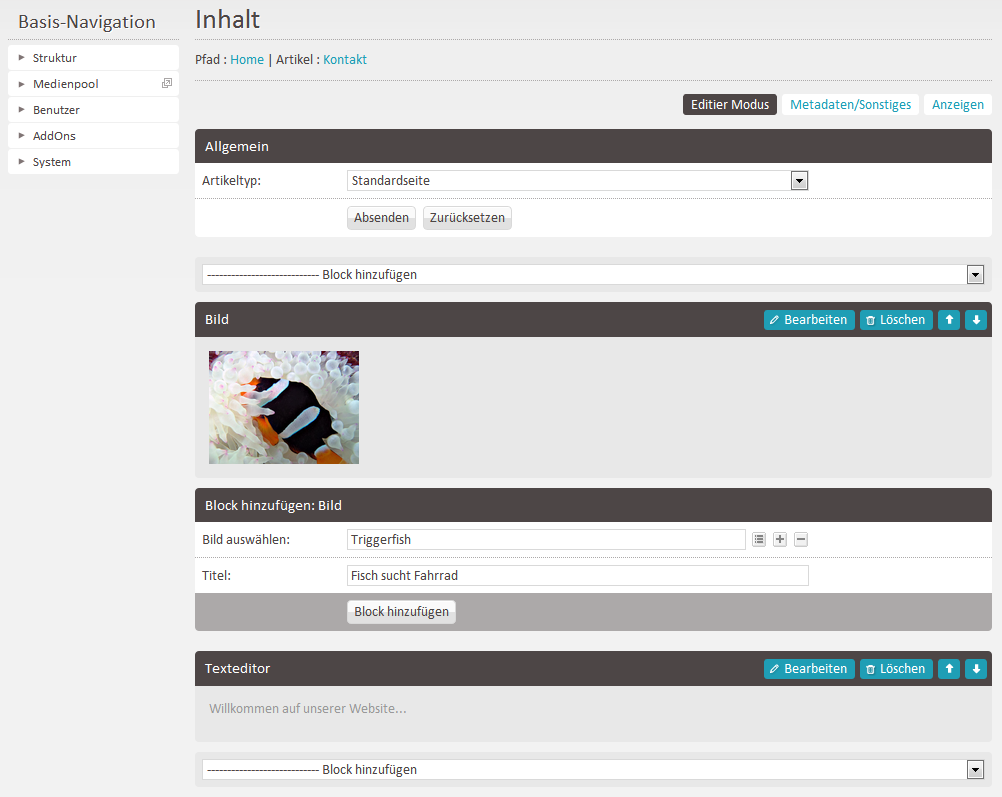 Basis-Navigation
Struktur
Medienpool
Benutzer
AddOns
System
Inhalt
Pfad : Home | Artikel : Kontakt
Editier Modus Metadaten/Sonstiges Anzeigen
Allgemein
Artikeltyp: Standardseite
Absenden Zurücksetzen
---------------------------- Block hinzufügen
Bild Bearbeiten Löschen
Block hinzufügen: Bild
Bild auswählen: Triggerfish
Titel: Fisch sucht Fahrrad
Block hinzufügen
Texteditor Bearbeiten Löschen
Willkommen auf unserer Website...
---------------------------- Block hinzufügen